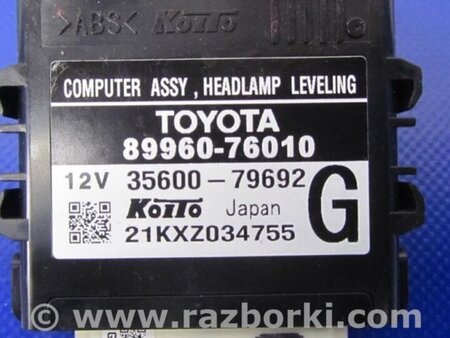 >ABS< KOITO
COMPUTER ASSY , HEADLAMP LEVELING
TOYOTA
89960-76010
12V 35600-79692 G
KOITO Japan
21KXZ034755
© www.razborki.com